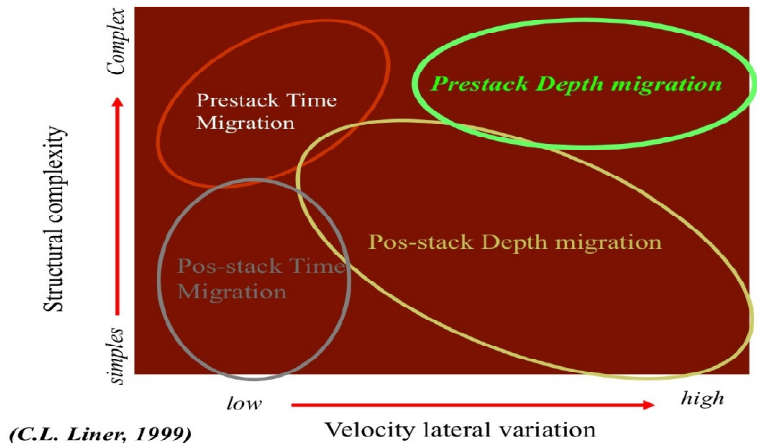 Complex
Prestack Time
Migration
Prestack Depth migration
Structural complexity
Pos-stack Depth migration
Pos-stack Time
Migration
simples
low
high
(C.L. Liner, 1999)
Velocity lateral variation